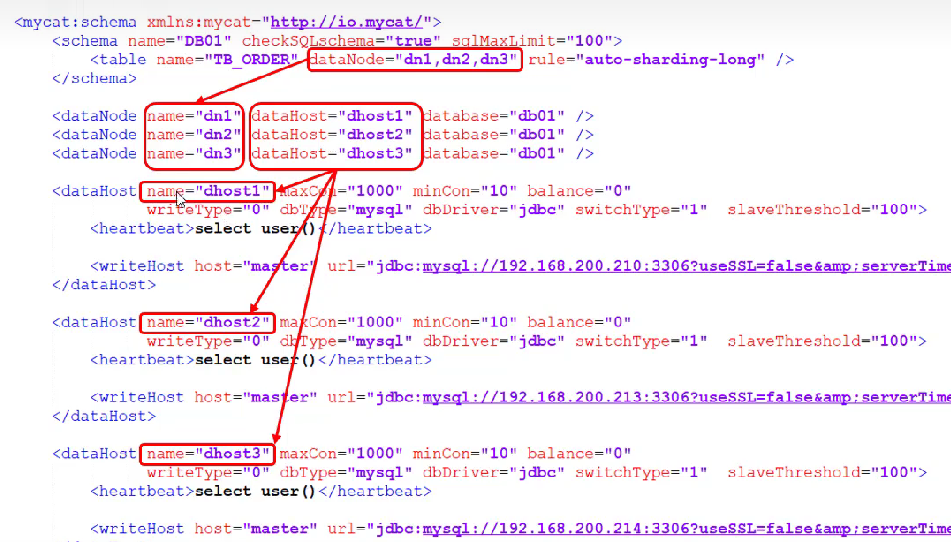 <mycat:schema xmlns:mycat="http://io.mycat/">
<schema name="DB01" checkSQLschema="true" sqlMaxLimit="100">
<table name="TB_ORDER" dataNode="dn1,dn2,dn3" rule="auto-sharding-long" />
</schema>
<dataNode name="dn1" dataHost="dhost1" database="db01" />
<dataNode name="dn2" dataHost="dhost2" database="db01" />
<dataNode name="dn3" dataHost="dhost3" database="db01" />
<dataHost name="dhost1" maxCon="1000" minCon="10" balance="0"
writeType="0" dbType="mysql" dbDriver="jdbc" switchType="1" slaveThreshold="100">
<heartbeat>select user()</heartbeat>
<writeHost host="master" url="jdbc:mysql://192.168.200.210:3306?useSSL=false&amp;serverTime
</dataHost>
<dataHost name="dhost2" maxCon="1000" minCon="10" balance="0"
writeType="0" dbType="mysql" dbDriver="jdbc" switchType="1" slaveThreshold="100">
<heartbeat>select user()</heartbeat>
<writeHost host="master" url="jdbc:mysql://192.168.200.213:3306?useSSL=false&amp;serverTime
</dataHost>
<dataHost name="dhost3" maxCon="1000" minCon="10" balance="0"
writeType="0" dbType="mysql" dbDriver="jdbc" switchType="1" slaveThreshold="100">
<heartbeat>select user()</heartbeat>
<writeHost host="master" url="jdbc:mysql://192.168.200.214:3306?useSSL=false&amp;serverTime